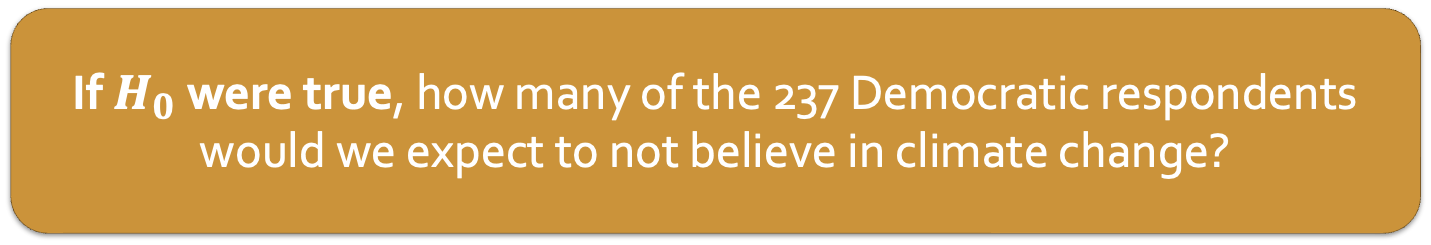 If H₀ were true, how many of the 237 Democratic respondents
would we expect to not believe in climate change?